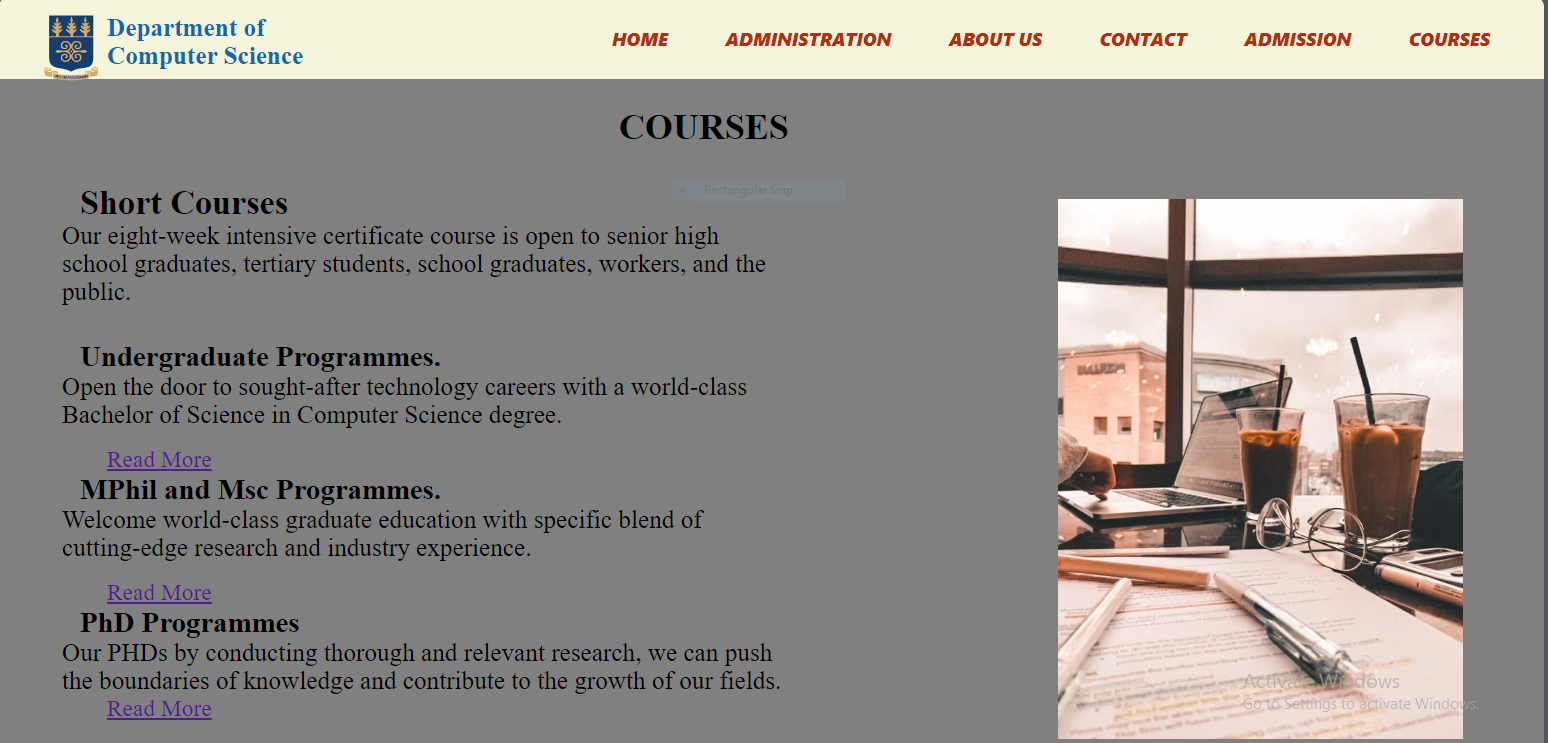 Department of
Computer Science
HOME ADMINISTRATION ABOUT US CONTACT ADMISSION COURSES
COURSES
Rectangular Snip
Short Courses
Our eight-week intensive certificate course is open to senior high
school graduates, tertiary students, school graduates, workers, and the
public.
Undergraduate Programmes.
Open the door to sought-after technology careers with a world-class
Bachelor of Science in Computer Science degree.
Read More
MPhil and Msc Programmes.
Welcome world-class graduate education with specific blend of
cutting-edge research and industry experience.
Read More
PhD Programmes
Our PHDs by conducting thorough and relevant research, we can push
the boundaries of knowledge and contribute to the growth of our fields.
Read More
Activate Windows
Go to Settings to activate Windows.